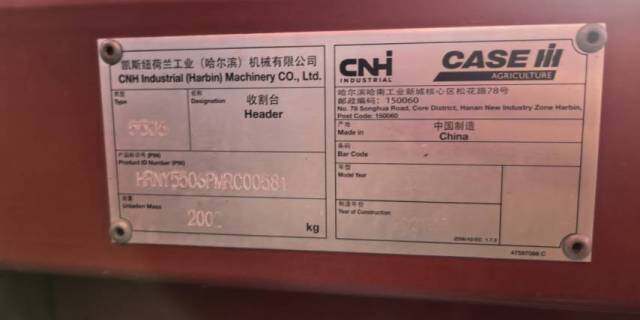 凯斯纽荷兰工业（哈尔滨）机械有限公司
CNH Industrial (Harbin) Machinery CO., Ltd.
类型
Type
名称
Designation
收割台
Header
产品标识号 (PIN)
Product ID Number (PIN)
Unladen Mass
kg
CNH
INDUSTRIAL
CASE IH
AGRICULTURE
哈尔滨哈南工业新城核心区松花路78号
邮政编码：150060
No. 78 Songhua Road, Core District, Hanan New Industry Zone Harbin,
Post Code: 150060
产地
Made in
中国制造
China
条码
Bar Code
年型
Model Year
制造年份
Year of Construction